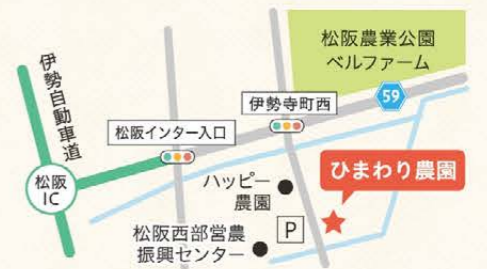 松阪農業公園
ベルファーム
伊勢自動車道
59
伊勢寺町西
松阪インター入口
ひまわり農園
松阪
IC
ハッピー
農園
P
松阪西部営農
振興センター